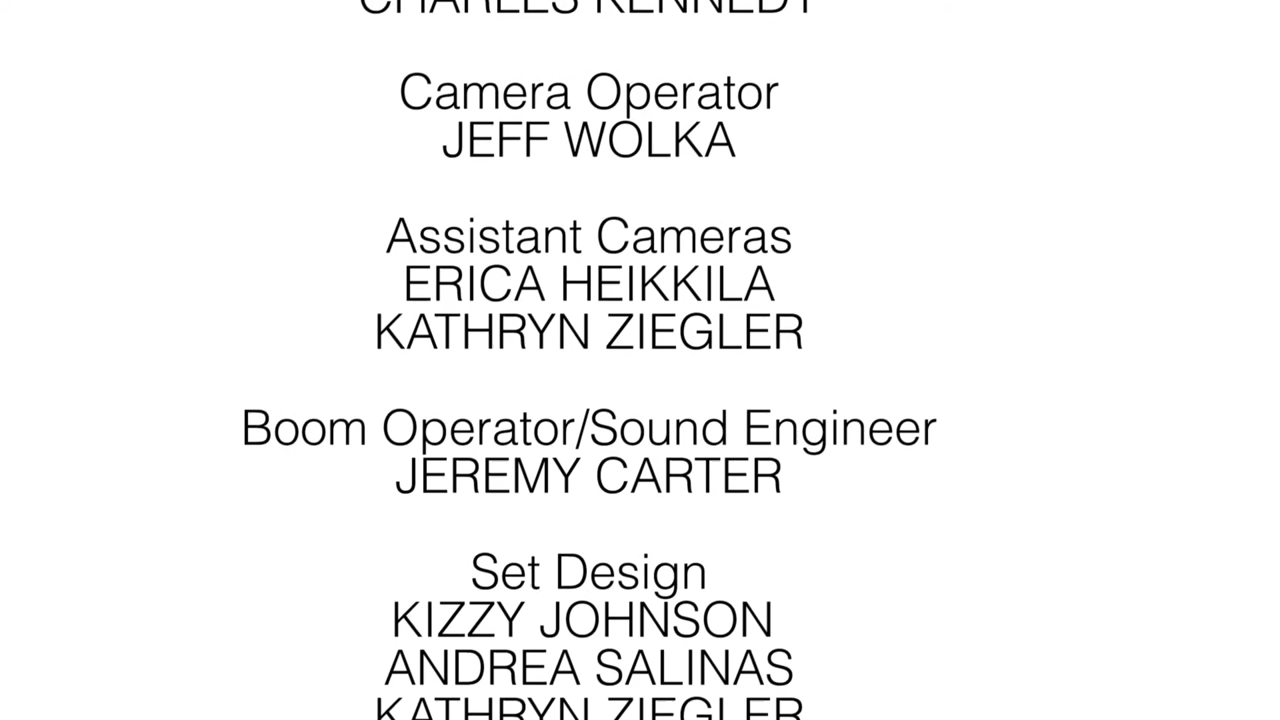 CHARLES KENNEDY
Camera Operator
JEFF WOLKA
Assistant Cameras
ERICA HEIKKILA
KATHRYN ZIEGLER
Boom Operator/Sound Engineer
JEREMY CARTER
Set Design
KIZZY JOHNSON
ANDREA SALINAS
KATHRYN ZIEGLER